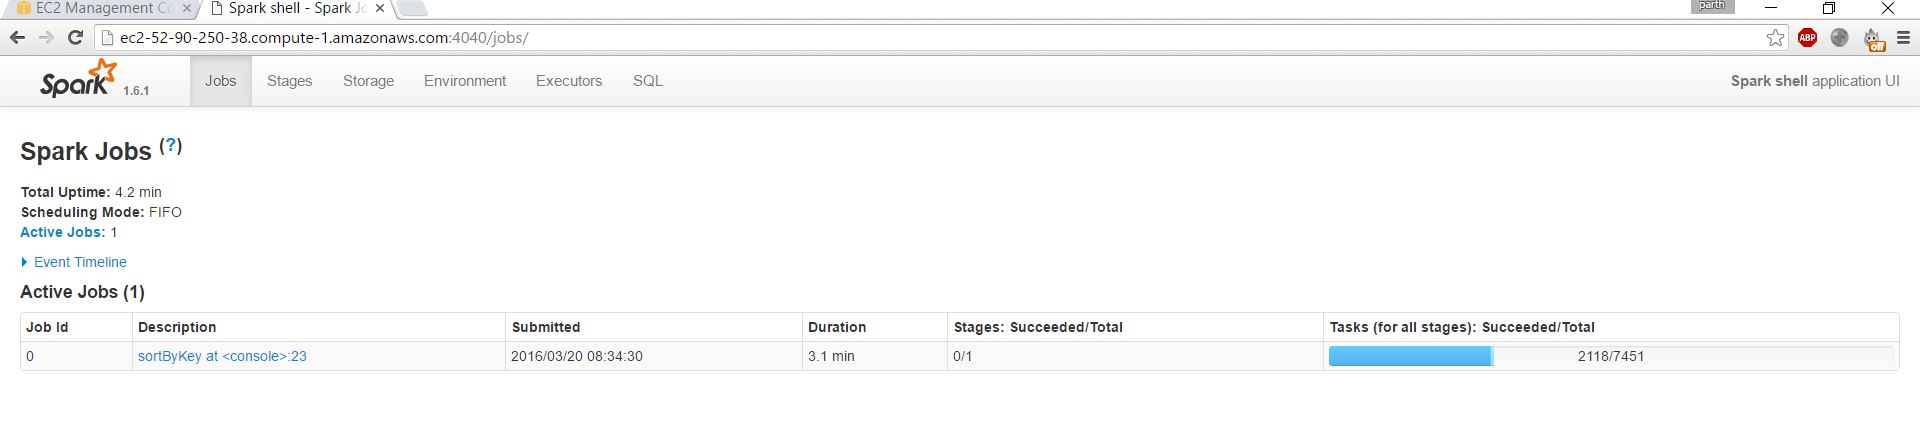 EC2 Management Co
Spark shell - Spark Jo
parth
ec2-52-90-250-38.compute-1.amazonaws.com:4040/jobs/
ABP
off
Spark 1.6.1 Jobs Stages Storage Environment Executors SQL Spark shell application UI
Spark Jobs (?)
Total Uptime: 4.2 min
Scheduling Mode: FIFO
Active Jobs: 1
Event Timeline
Active Jobs (1)
Job Id Description Submitted Duration Stages: Succeeded/Total Tasks (for all stages): Succeeded/Total
0 sortByKey at <console>:23 2016/03/20 08:34:30 3.1 min 0/1 2118/7451